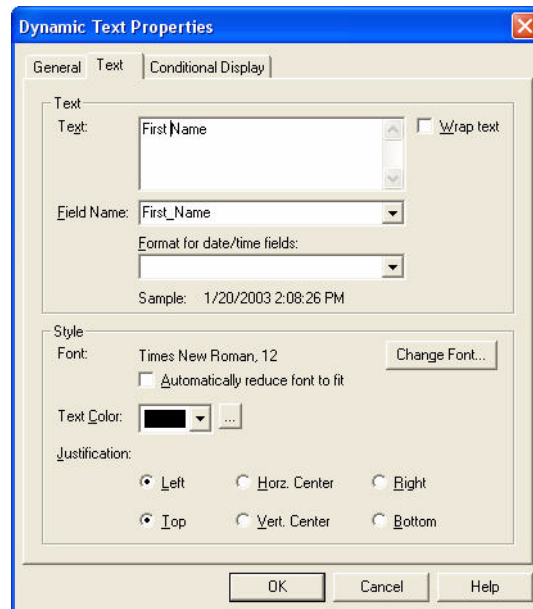 Dynamic Text Properties
General Text Conditional Display
Text
Text: First Name Wrap text
Field Name: First_Name
Format for date/time fields:
Sample: 1/20/2003 2:08:26 PM
Style
Font: Times New Roman, 12 Change Font...
Automatically reduce font to fit
Text Color: ...
Justification:
Left Horz. Center Right
Top Vert. Center Bottom
OK Cancel Help